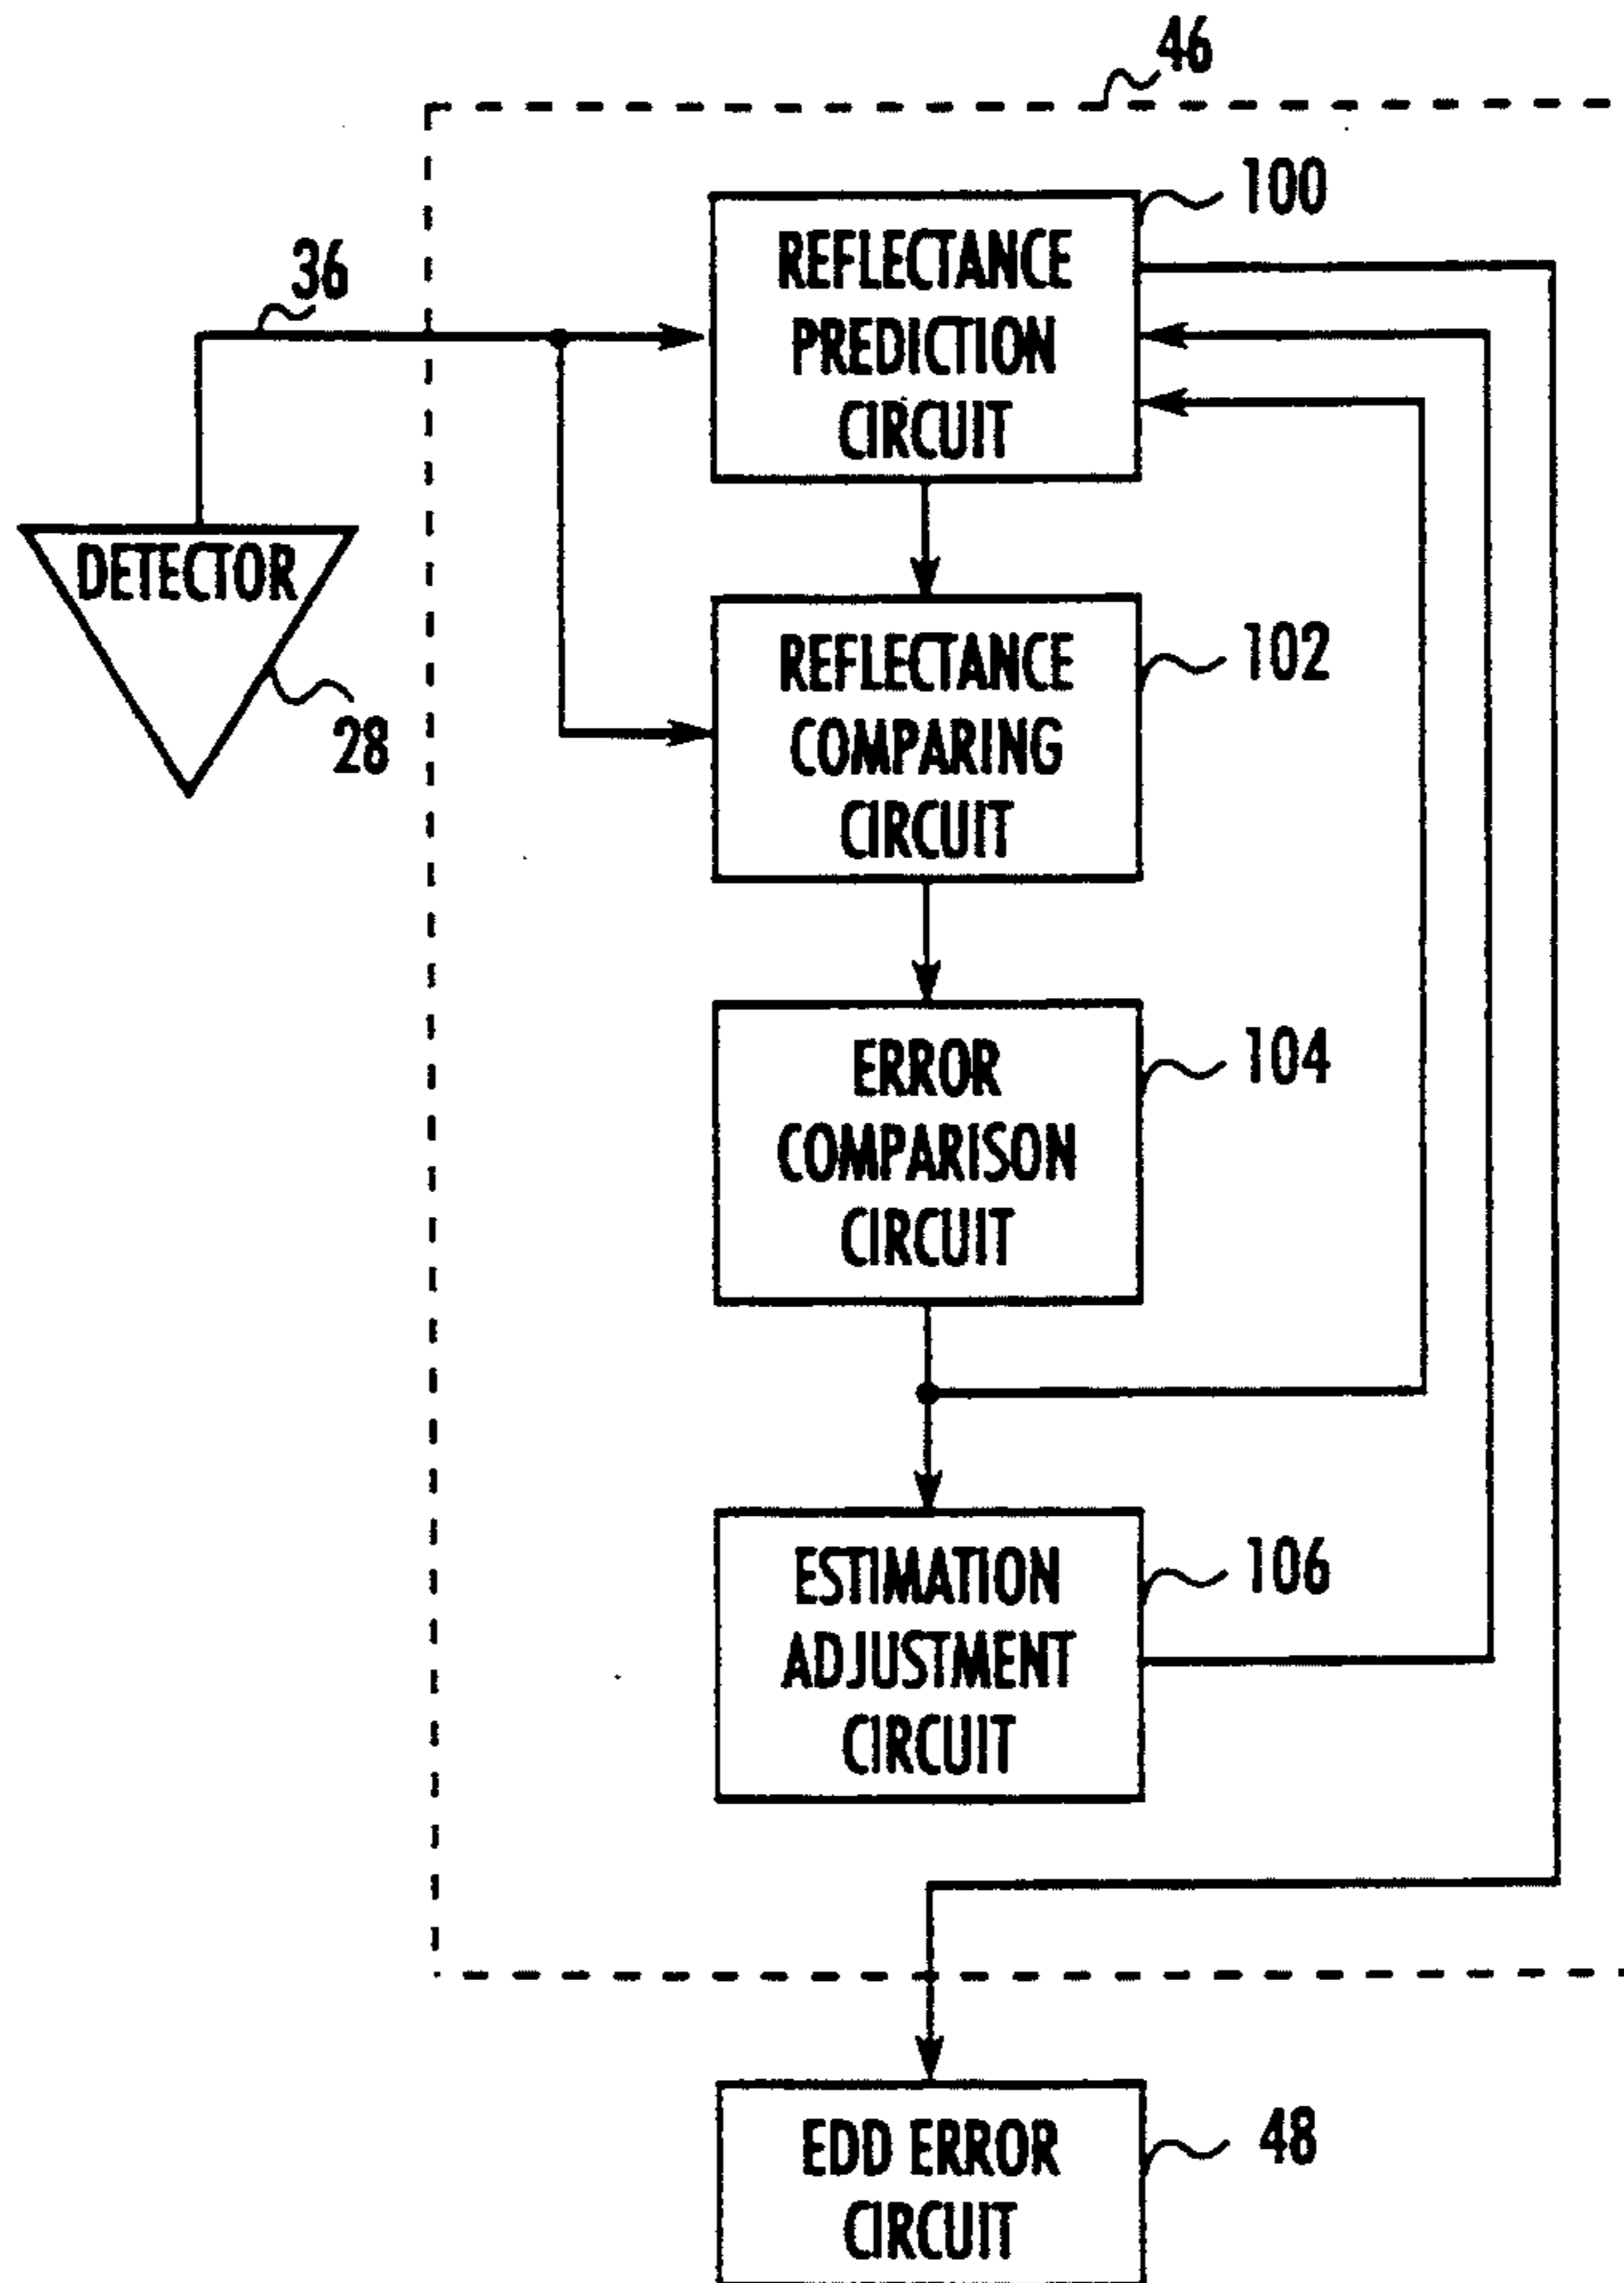 46
100
REFLECTANCE
PREDICTION
CIRCUIT
36
DETECTOR
28
102
REFLECTANCE
COMPARING
CIRCUIT
104
ERROR
COMPARISON
CIRCUIT
106
ESTIMATION
ADJUSTMENT
CIRCUIT
48
EDD ERROR
CIRCUIT